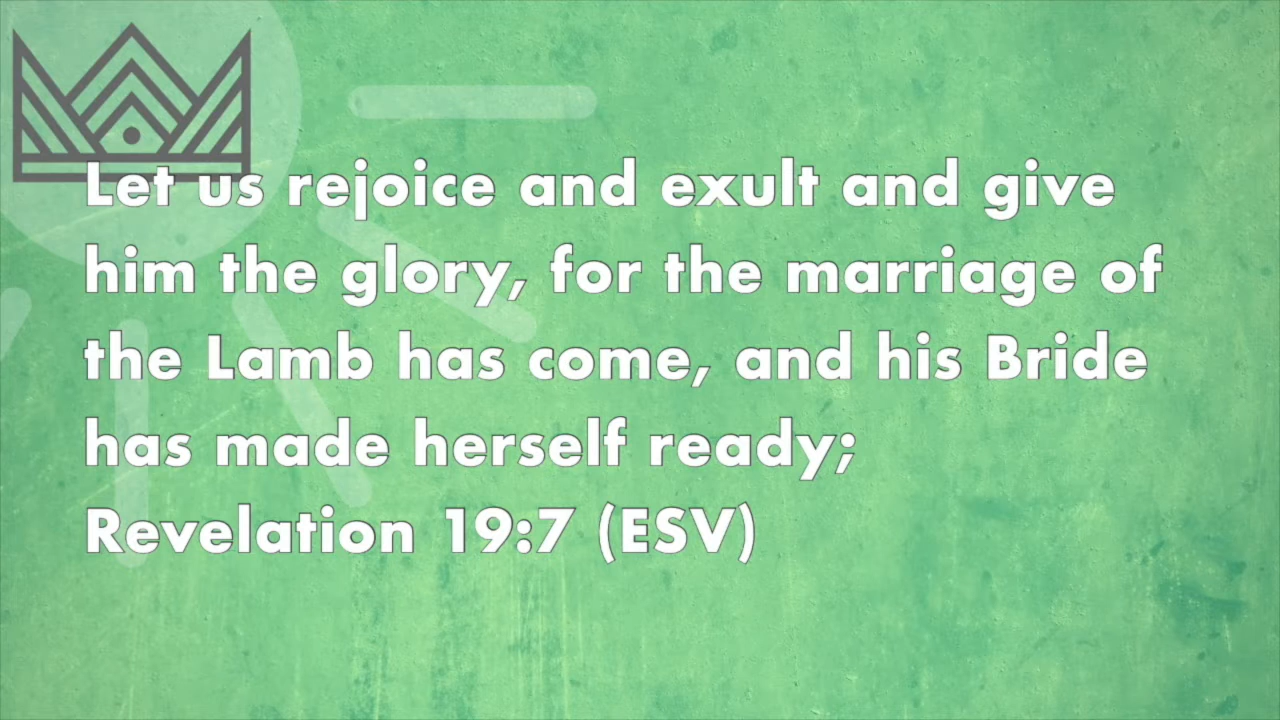 Let us rejoice and exult and give
him the glory, for the marriage of
the Lamb has come, and his Bride
has made herself ready;
Revelation 19:7 (ESV)